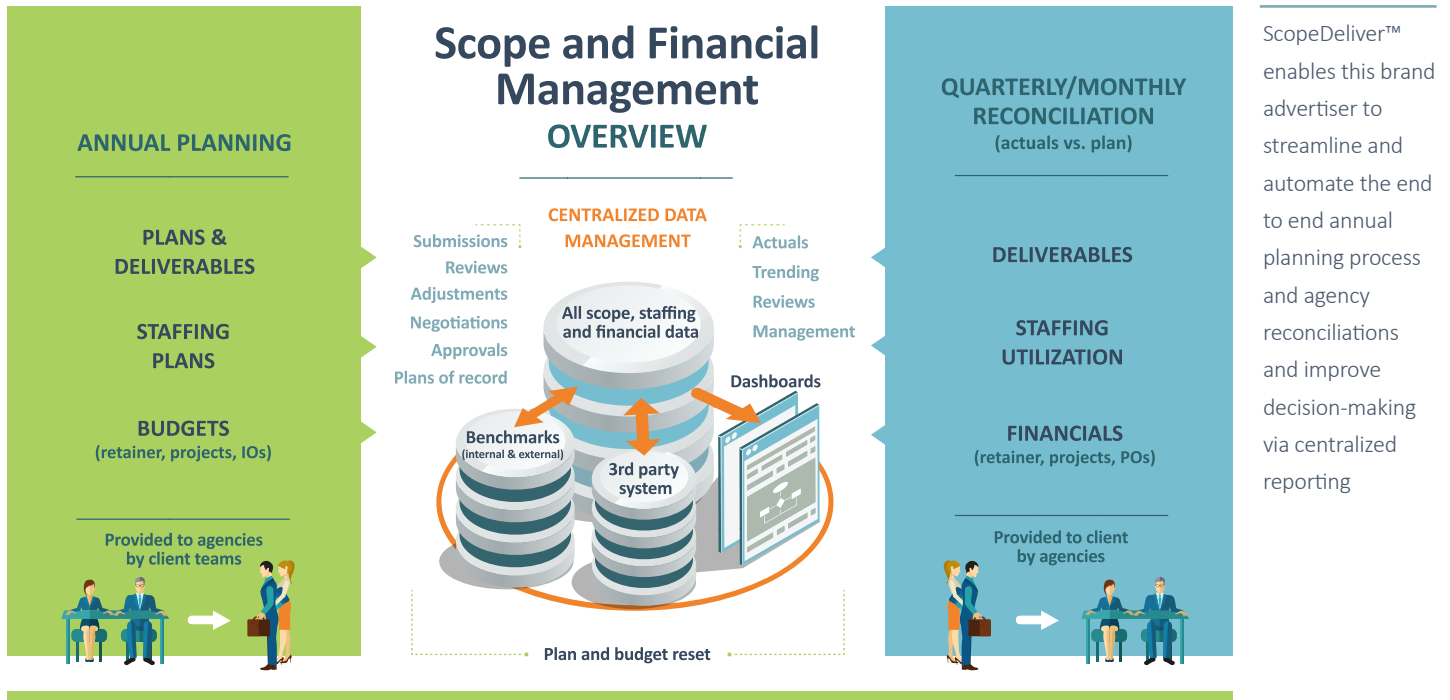 Scope and Financial
Management
OVERVIEW
ANNUAL PLANNING
PLANS &
DELIVERABLES
STAFFING
PLANS
BUDGETS
(retainer, projects, IOs)
Provided to agencies
by client teams
CENTRALIZED DATA
MANAGEMENT
Submissions
Reviews
Adjustments
Negotiations
Approvals
Plans of record
Actuals
Trending
Reviews
Management
All scope, staffing
and financial data
Dashboards
Benchmarks
(internal & external)
3rd party
system
Plan and budget reset
QUARTERLY/MONTHLY
RECONCILIATION
(actuals vs. plan)
DELIVERABLES
STAFFING
UTILIZATION
FINANCIALS
(retainer, projects, POs)
Provided to client
by agencies
ScopeDeliver™
enables this brand
advertiser to
streamline and
automate the end
to end annual
planning process
and agency
reconciliations
and improve
decision-making
via centralized
reporting